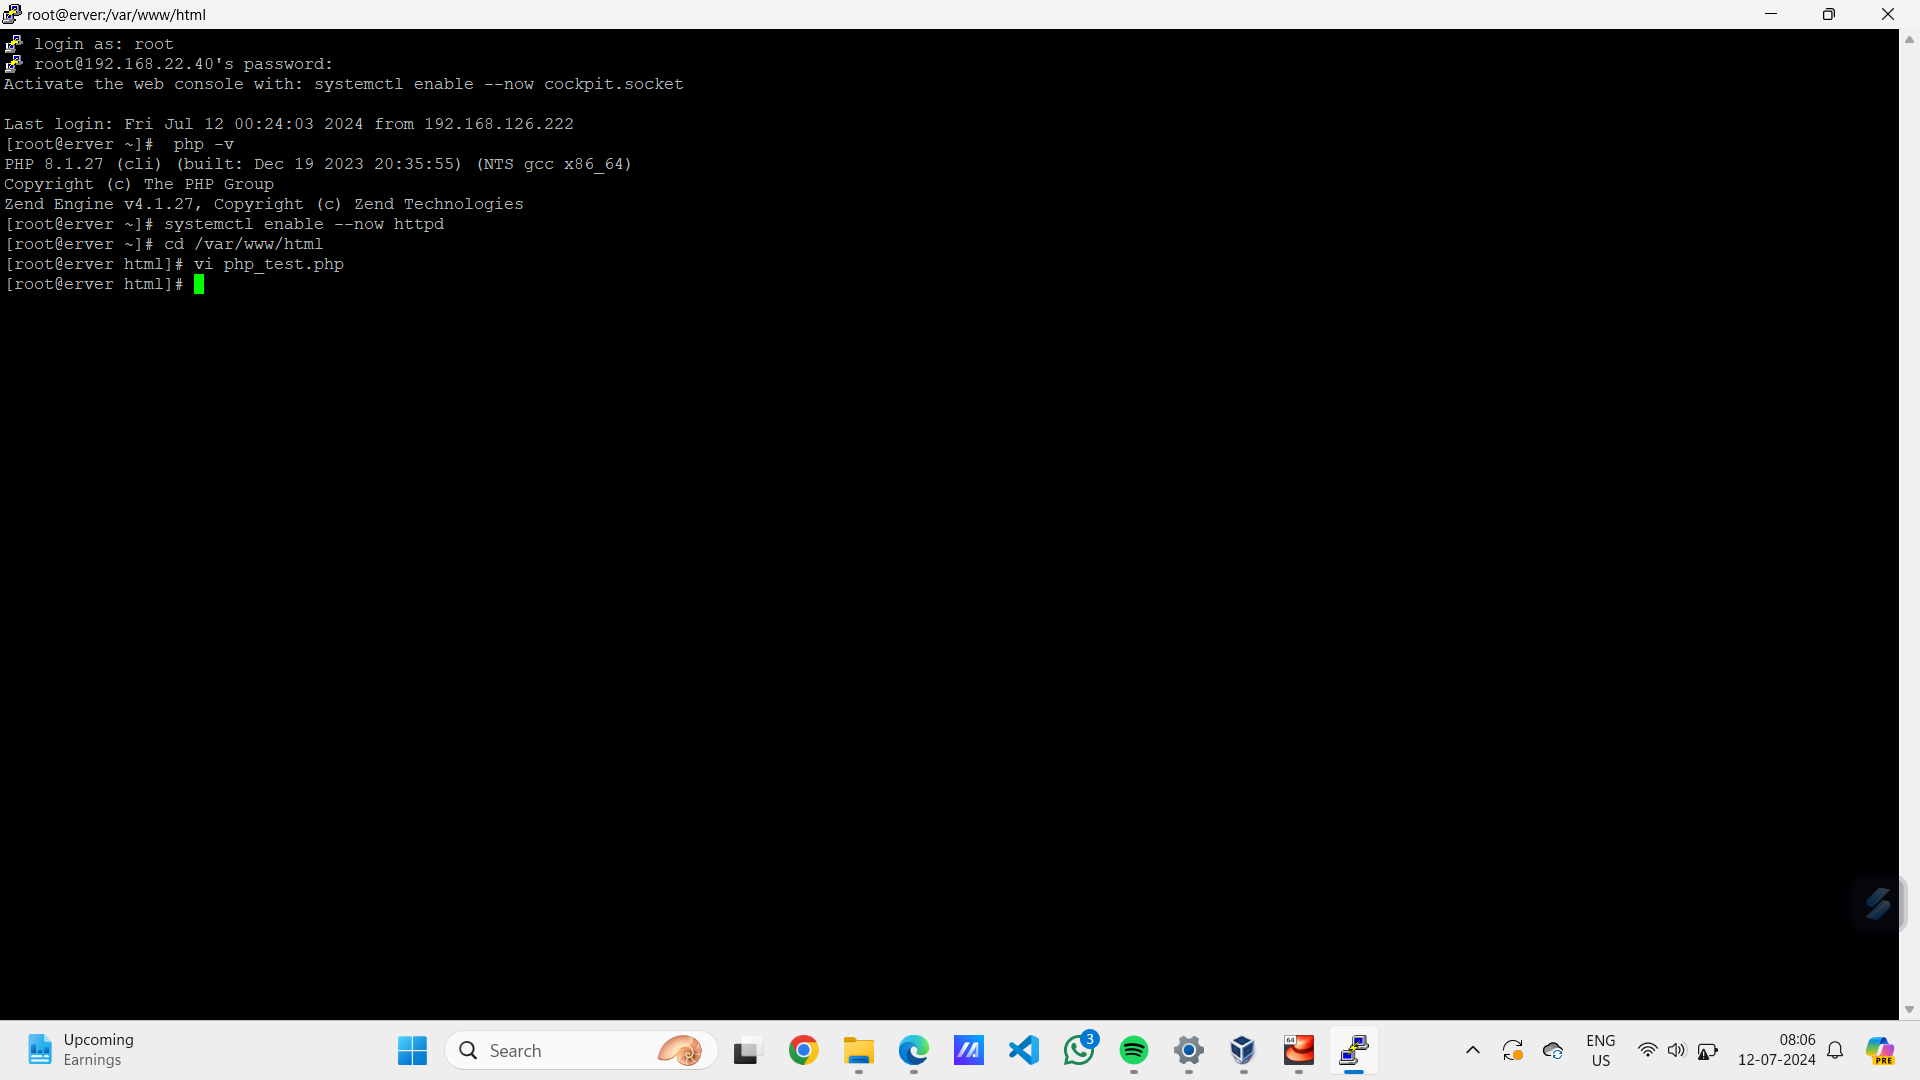 root@erver:/var/www/html
login as: root
root@192.168.22.40's password:
Activate the web console with: systemctl enable --now cockpit.socket
Last login: Fri Jul 12 00:24:03 2024 from 192.168.126.222
[root@erver ~]#  php -v
PHP 8.1.27 (cli) (built: Dec 19 2023 20:35:55) (NTS gcc x86_64)
Copyright (c) The PHP Group
Zend Engine v4.1.27, Copyright (c) Zend Technologies
[root@erver ~]# systemctl enable --now httpd
[root@erver ~]# cd /var/www/html
[root@erver html]# vi php_test.php
[root@erver html]#
Upcoming
Earnings
Search
3
64
ENG
US
08:06
12-07-2024
PRE